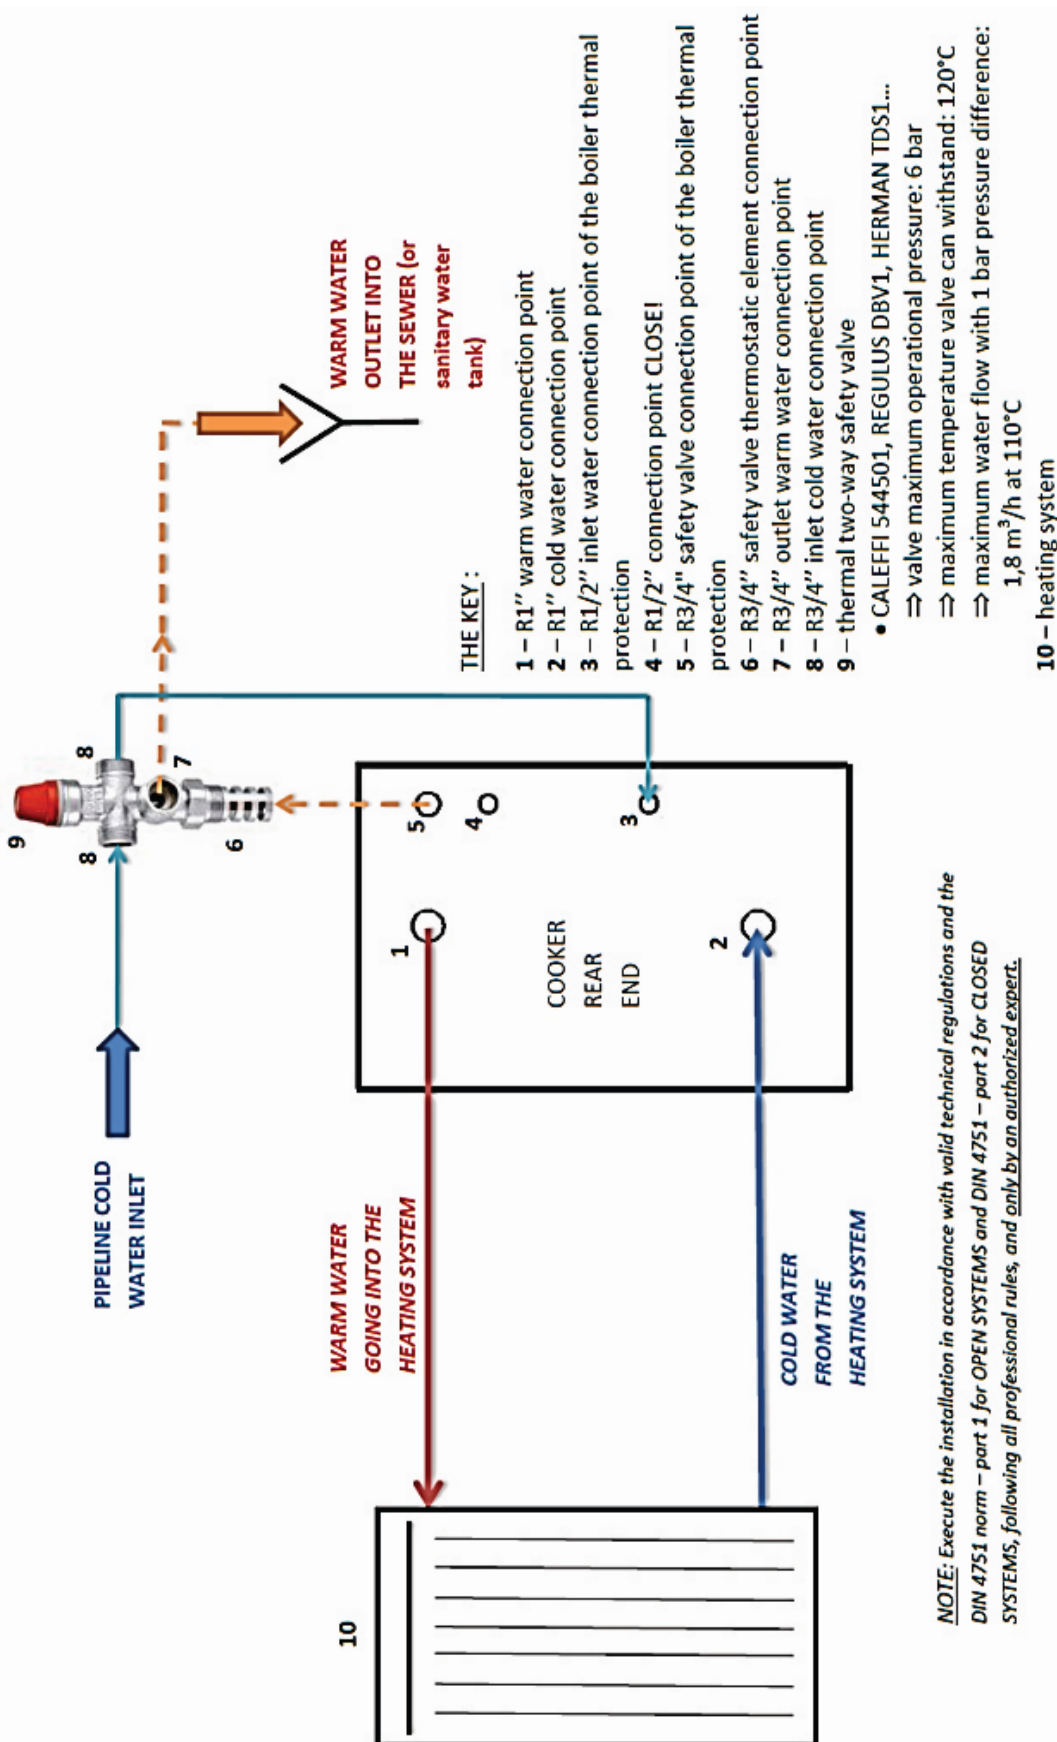 PIPELINE COLD
WATER INLET
9
8
8
7
6
WARM WATER
OUTLET INTO
THE SEWER (or
sanitary water
tank)
10
WARM WATER
GOING INTO THE
HEATING SYSTEM
COLD WATER
FROM THE
HEATING SYSTEM
1
2
5
4
3
COOKER
REAR
END
THE KEY :
1 – R1’’ warm water connection point
2 – R1’’ cold water connection point
3 – R1/2’’ inlet water connection point of the boiler thermal
protection
4 – R1/2’’ connection point CLOSE!
5 – R3/4" safety valve connection point of the boiler thermal
protection
6 – R3/4’’ safety valve thermostatic element connection point
7 – R3/4’’ outlet warm water connection point
8 – R3/4’’ inlet cold water connection point
9 – thermal two-way safety valve
• CALEFFI 544501, REGULUS DBV1, HERMAN TDS1...
⇒ valve maximum operational pressure: 6 bar
⇒ maximum temperature valve can withstand: 120°C
⇒ maximum water flow with 1 bar pressure difference:
1,8 m³/h at 110°C
10 – heating system
NOTE: Execute the installation in accordance with valid technical regulations and the
DIN 4751 norm – part 1 for OPEN SYSTEMS and DIN 4751 – part 2 for CLOSED
SYSTEMS, following all professional rules, and only by an authorized expert.